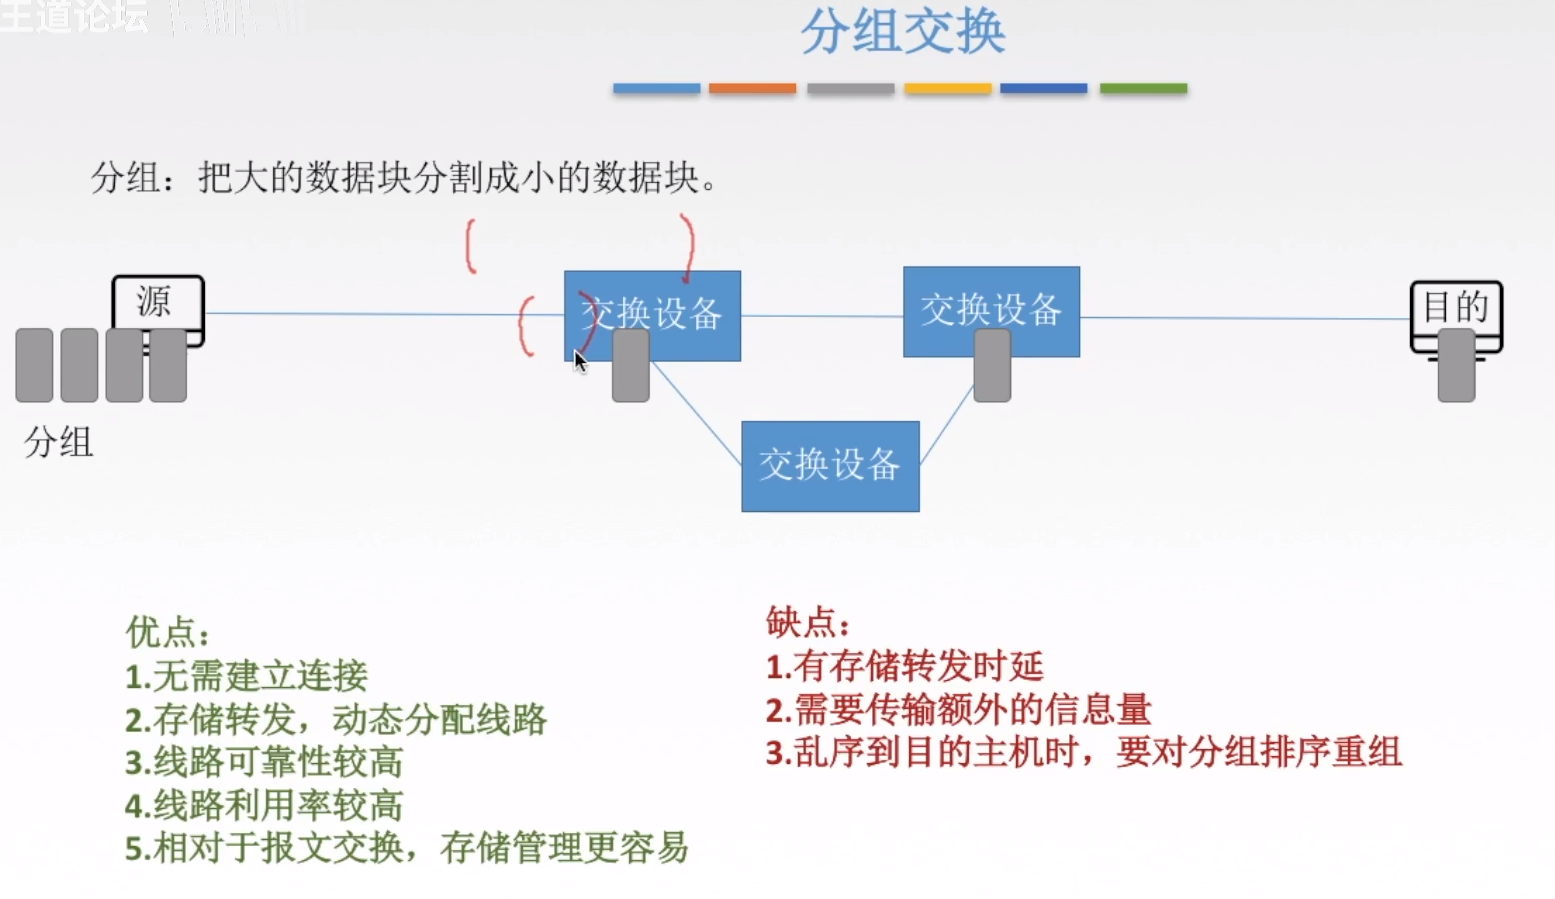 王道论坛
分组交换
分组：把大的数据块分割成小的数据块。
源
交换设备
交换设备
目的
分组
交换设备
优点：
1.无需建立连接
2.存储转发，动态分配线路
3.线路可靠性较高
4.线路利用率较高
5.相对于报文交换，存储管理更容易
缺点：
1.有存储转发时延
2.需要传输额外的信息量
3.乱序到目的主机时，要对分组排序重组